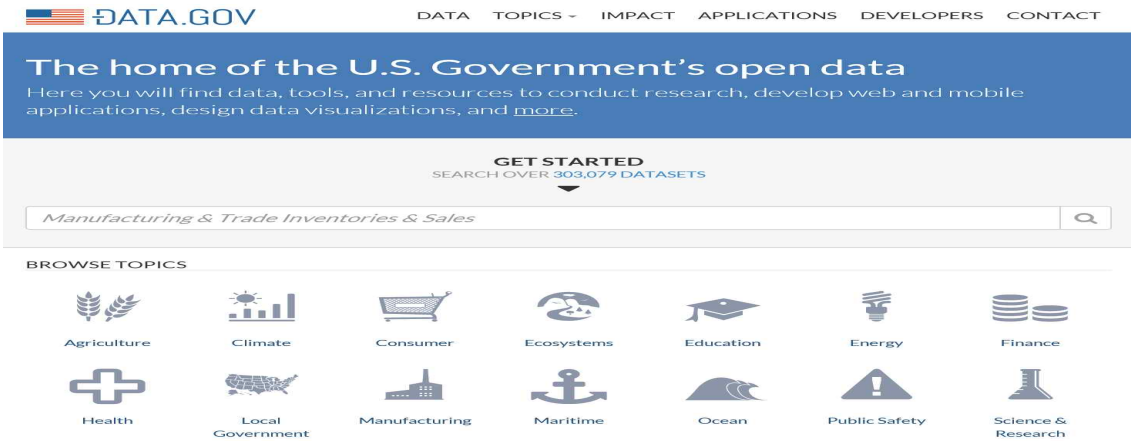 DATA.GOV
DATA TOPICS IMPACT APPLICATIONS DEVELOPERS CONTACT
The home of the U.S. Government's open data
Here you will find data, tools, and resources to conduct research, develop web and mobile
applications, design data visualizations, and more.
GET STARTED
SEARCH OVER 303,079 DATASETS
Manufacturing & Trade Inventories & Sales
BROWSE TOPICS
Agriculture Climate Consumer Ecosystems Education Energy Finance
Health Local Manufacturing Maritime Ocean Public Safety Science &
Government Research